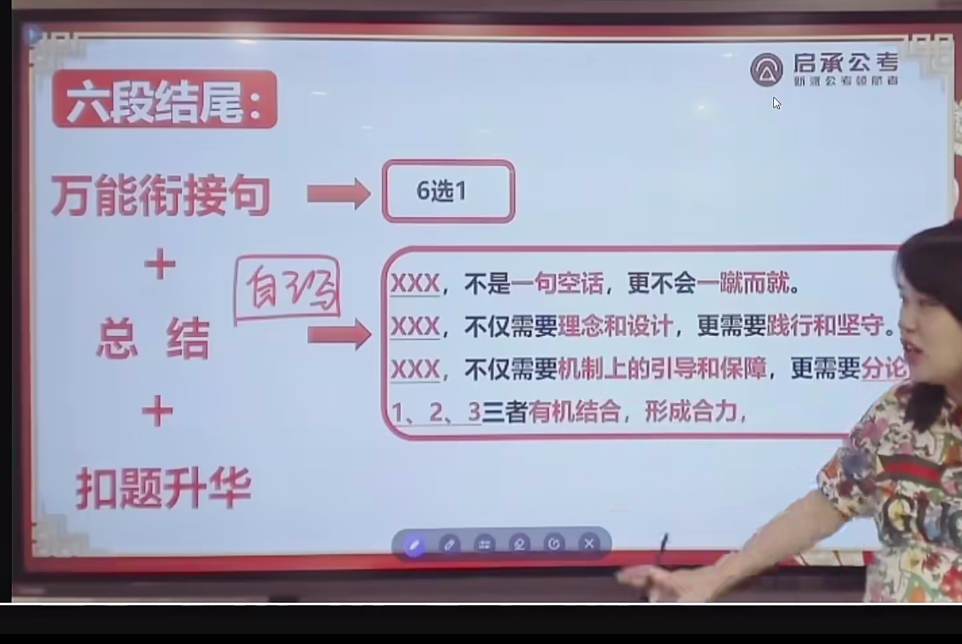 启承公考
新疆公考领航者
六段结尾：
万能衔接句
6选1
+
自己写
总 结
XXX，不是一句空话，更不会一蹴而就。
XXX，不仅需要理念和设计，更需要践行和坚守。
XXX，不仅需要机制上的引导和保障，更需要分论
1、2、3三者有机结合，形成合力，
+
扣题升华